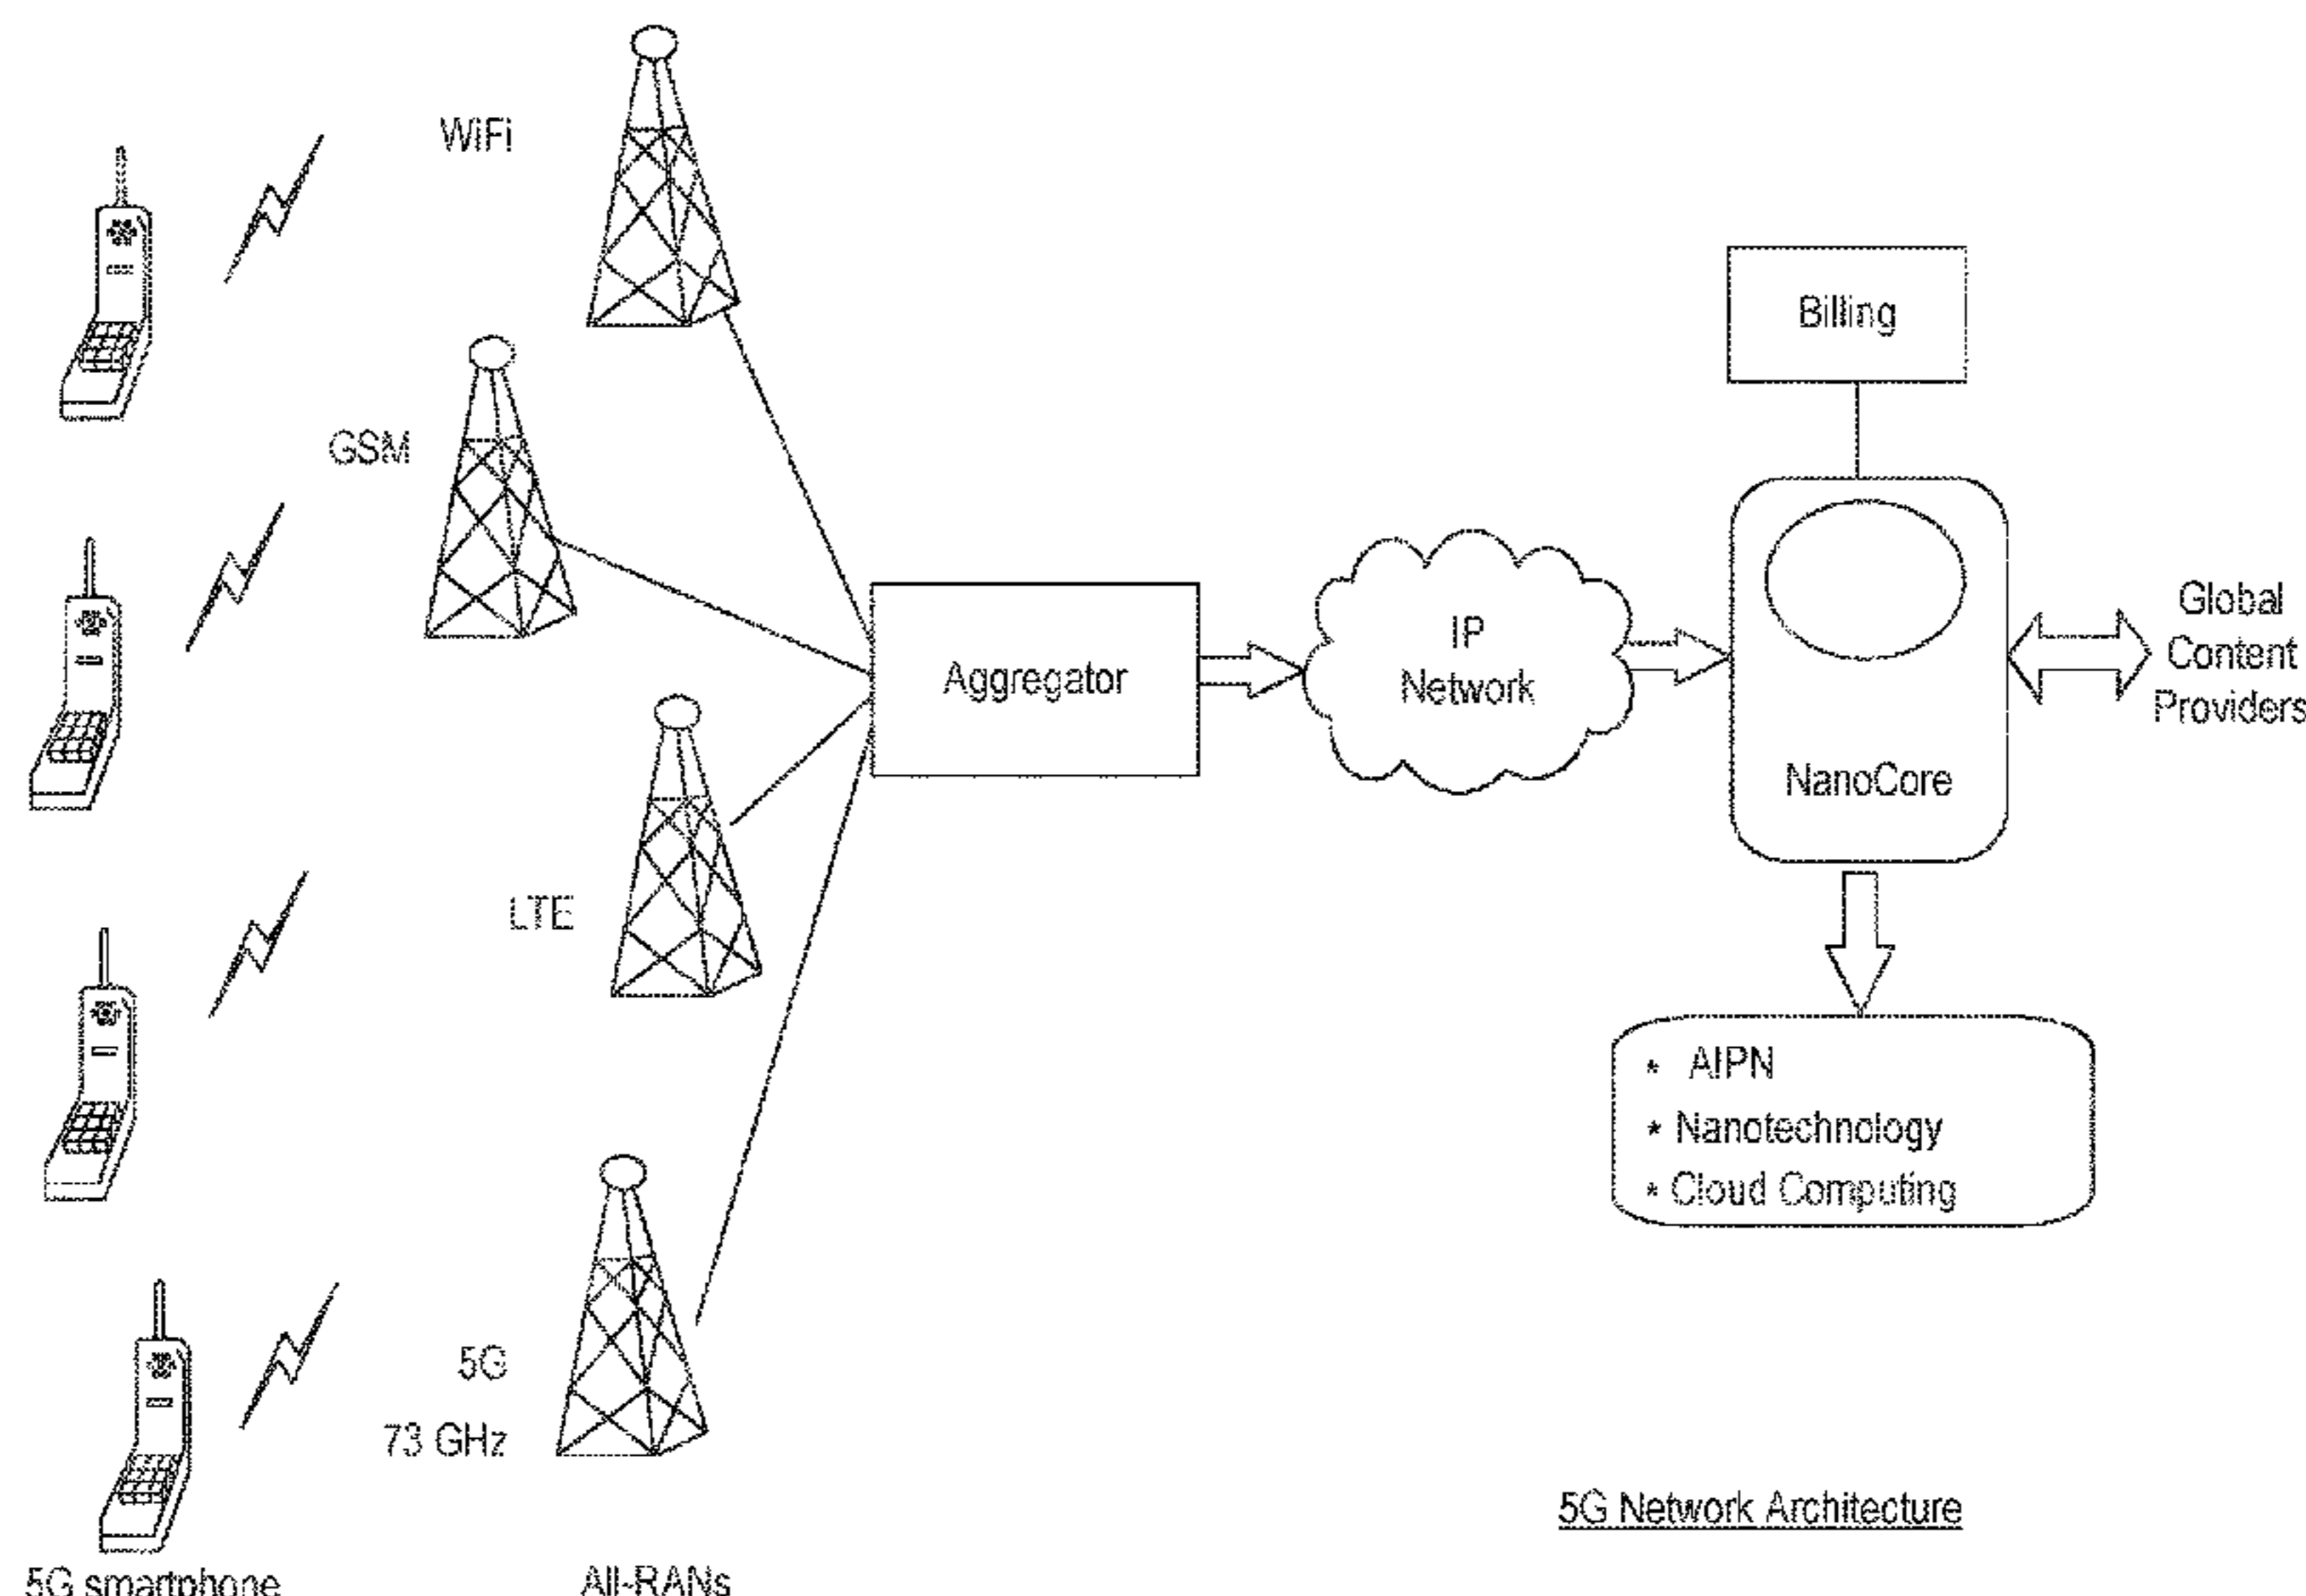 WiFi
GSM
LTE
5G
73 GHz
5G smartphone
All-RANs
Aggregator
IP
Network
Billing
NanoCore
Global
Content
Providers
* AIPN
* Nanotechnology
* Cloud Computing
5G Network Architecture